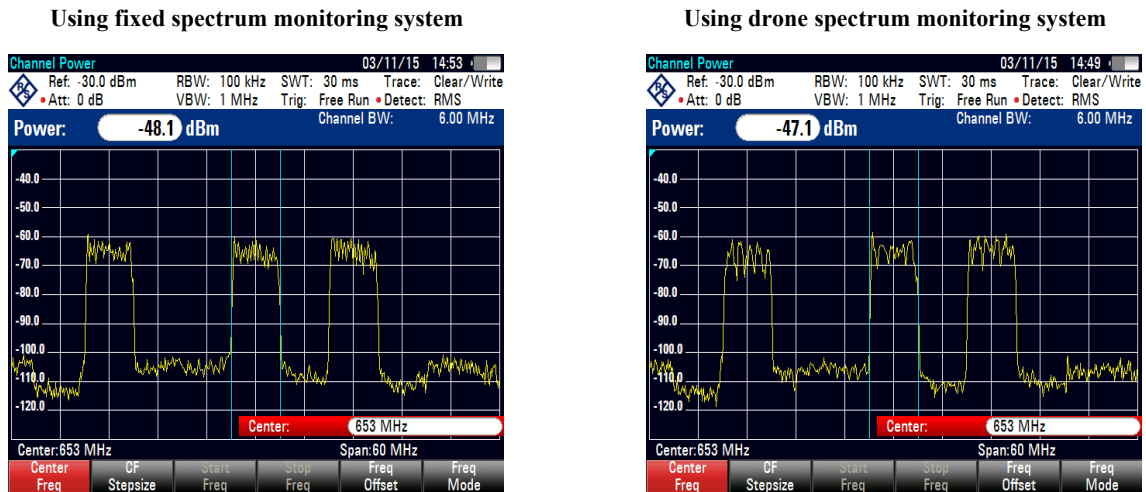 Using fixed spectrum monitoring system
Channel Power 03/11/15 14:53
Ref: -30.0 dBm RBW: 100 kHz SWT: 30 ms Trace: Clear/Write
Att: 0 dB VBW: 1 MHz Trig: Free Run Detect: RMS
Power: -48.1 dBm Channel BW: 6.00 MHz
-40.0
-50.0
-60.0
-70.0
-80.0
-90.0
-100.0
-110.0
-120.0
Center: 653 MHz
Center:653 MHz Span:60 MHz
Center Freq CF Stepsize Start Freq Stop Freq Freq Offset Freq Mode
Using drone spectrum monitoring system
Channel Power 03/11/15 14:49
Ref: -30.0 dBm RBW: 100 kHz SWT: 30 ms Trace: Clear/Write
Att: 0 dB VBW: 1 MHz Trig: Free Run Detect: RMS
Power: -47.1 dBm Channel BW: 6.00 MHz
-40.0
-50.0
-60.0
-70.0
-80.0
-90.0
-100.0
-110.0
-120.0
Center: 653 MHz
Center:653 MHz Span:60 MHz
Center Freq CF Stepsize Start Freq Stop Freq Freq Offset Freq Mode